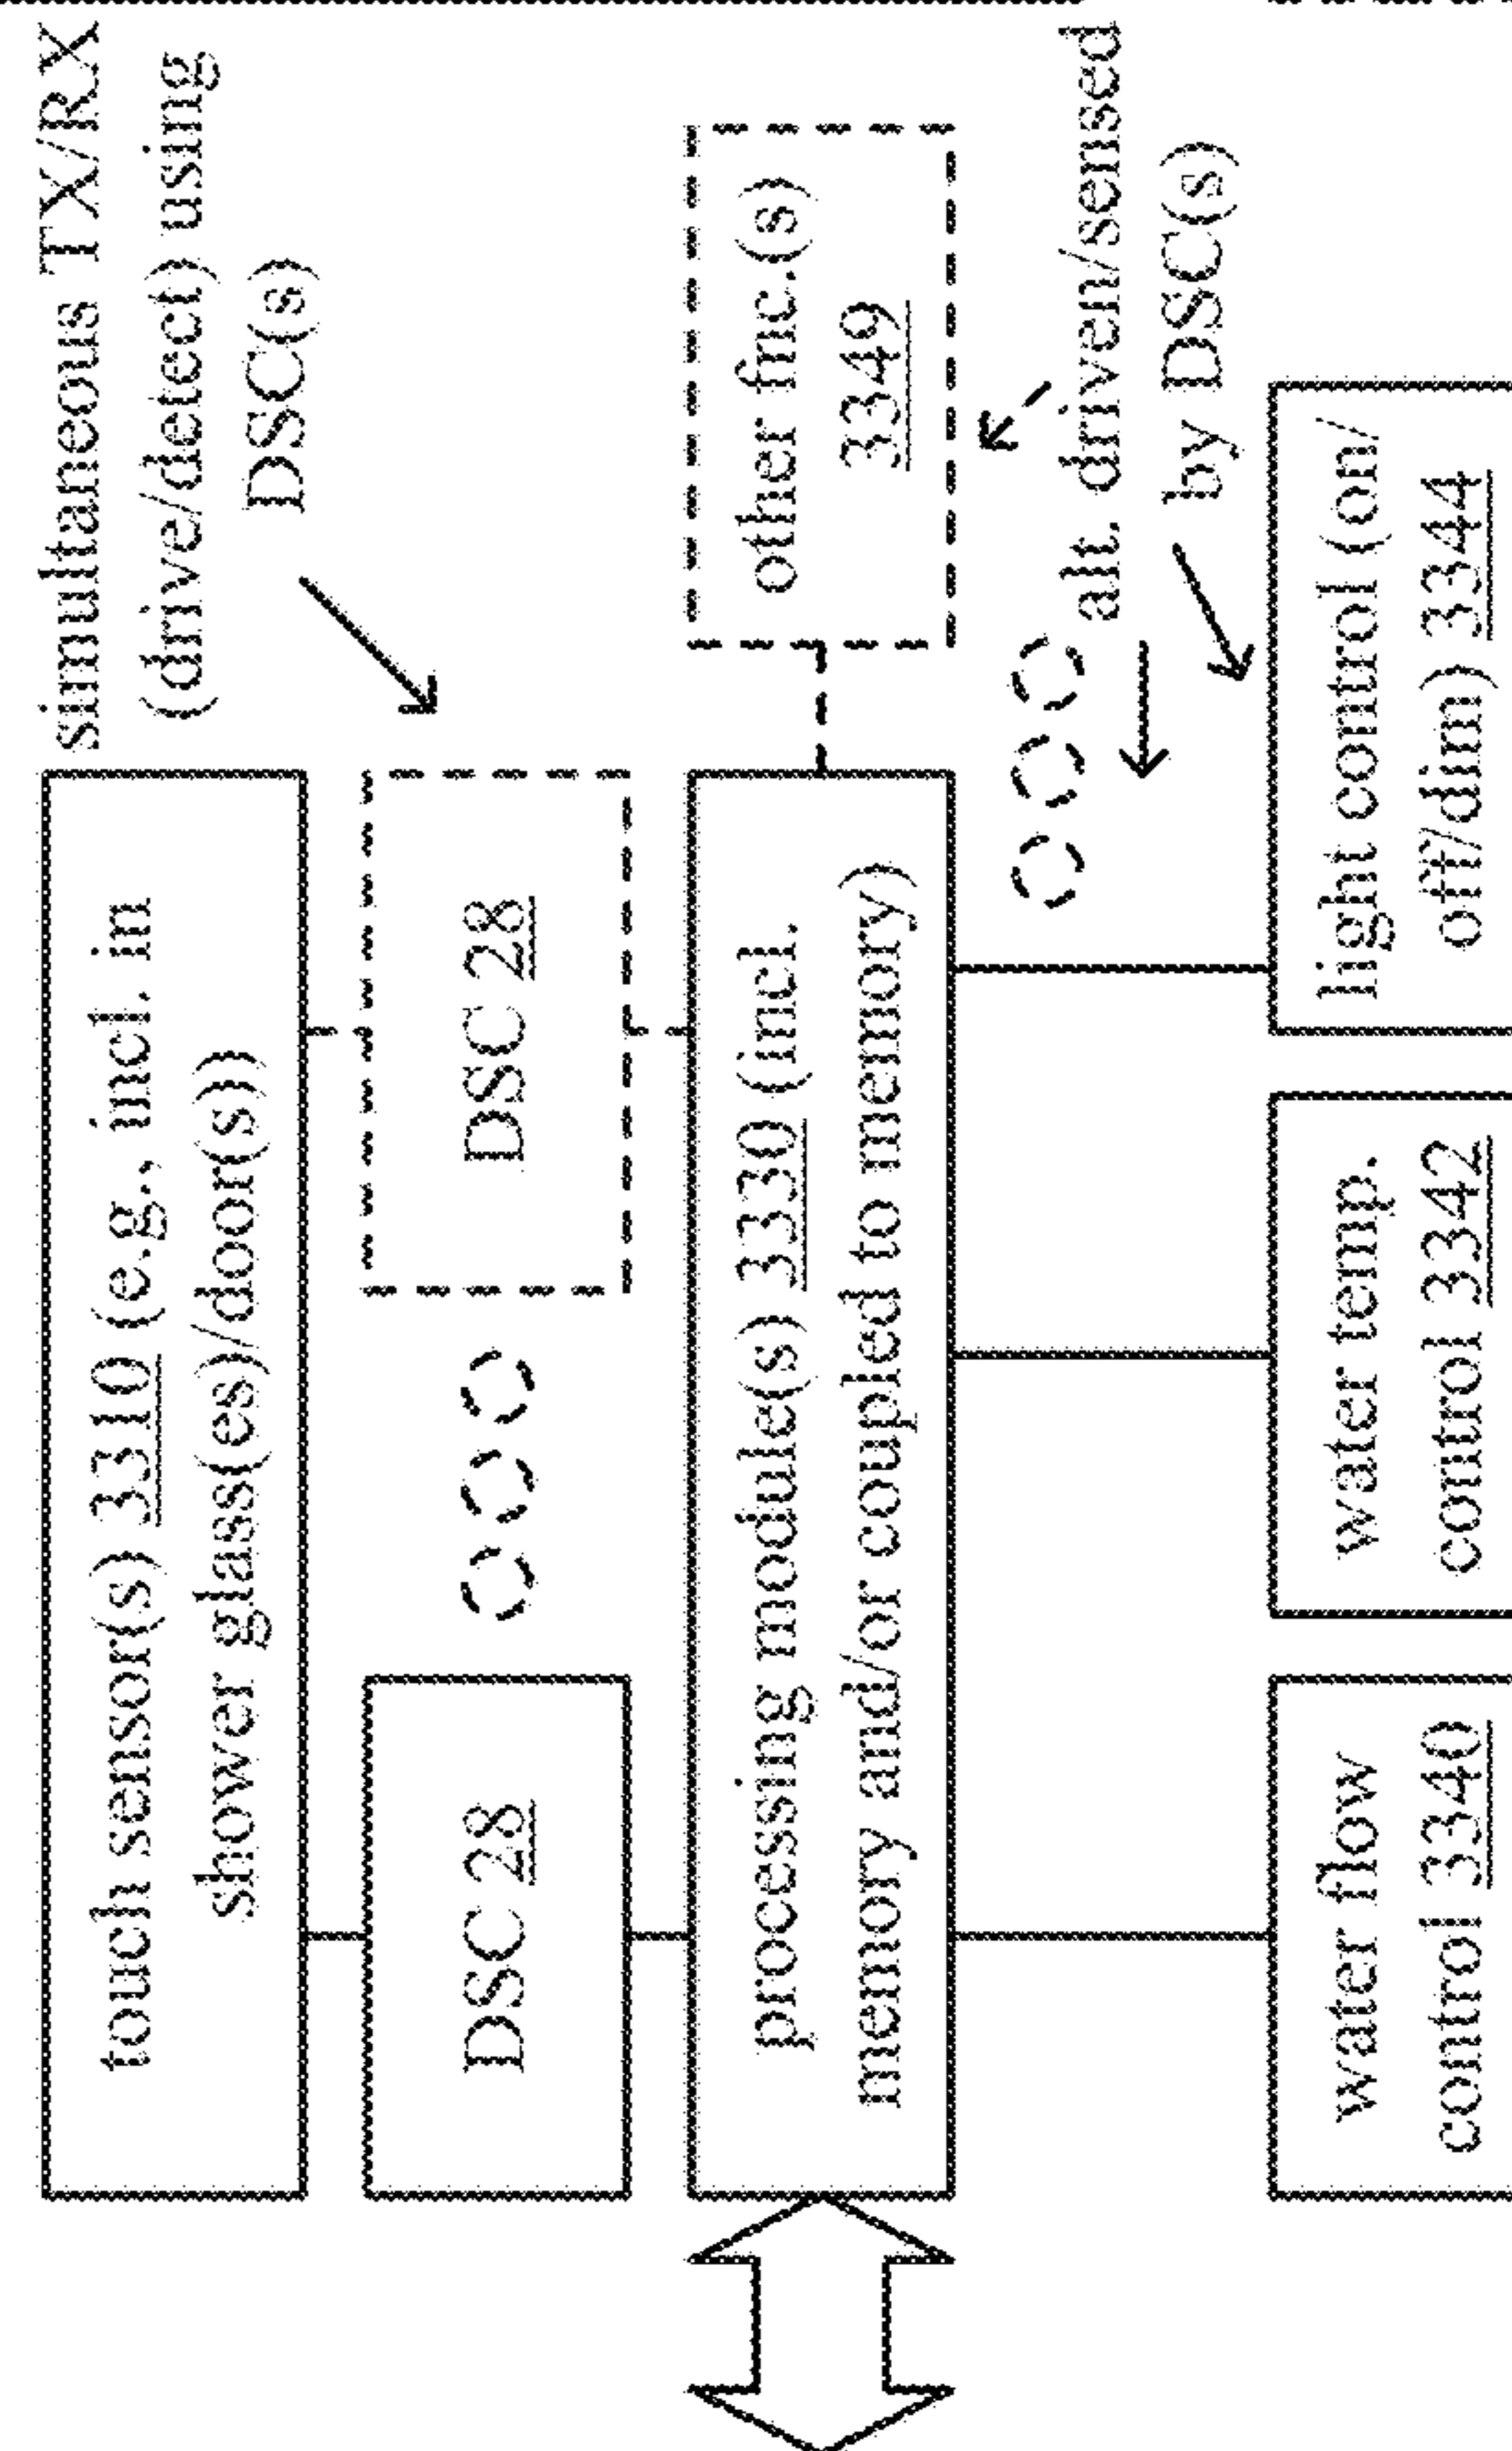 touch sensor(s) 3310 (e.g., incl. in
shower glass(es)/door(s))
simultaneous TX/RX
(drive/detect) using
DSC(s)
DSC 28
DSC 28
processing module(s) 3330 (incl.
memory and/or coupled to memory)
other fnc.(s)
3349
alt. driven/sensed
by DSC(s)
water flow
control 3340
water temp.
control 3342
light control (on/
off/dim) 3344